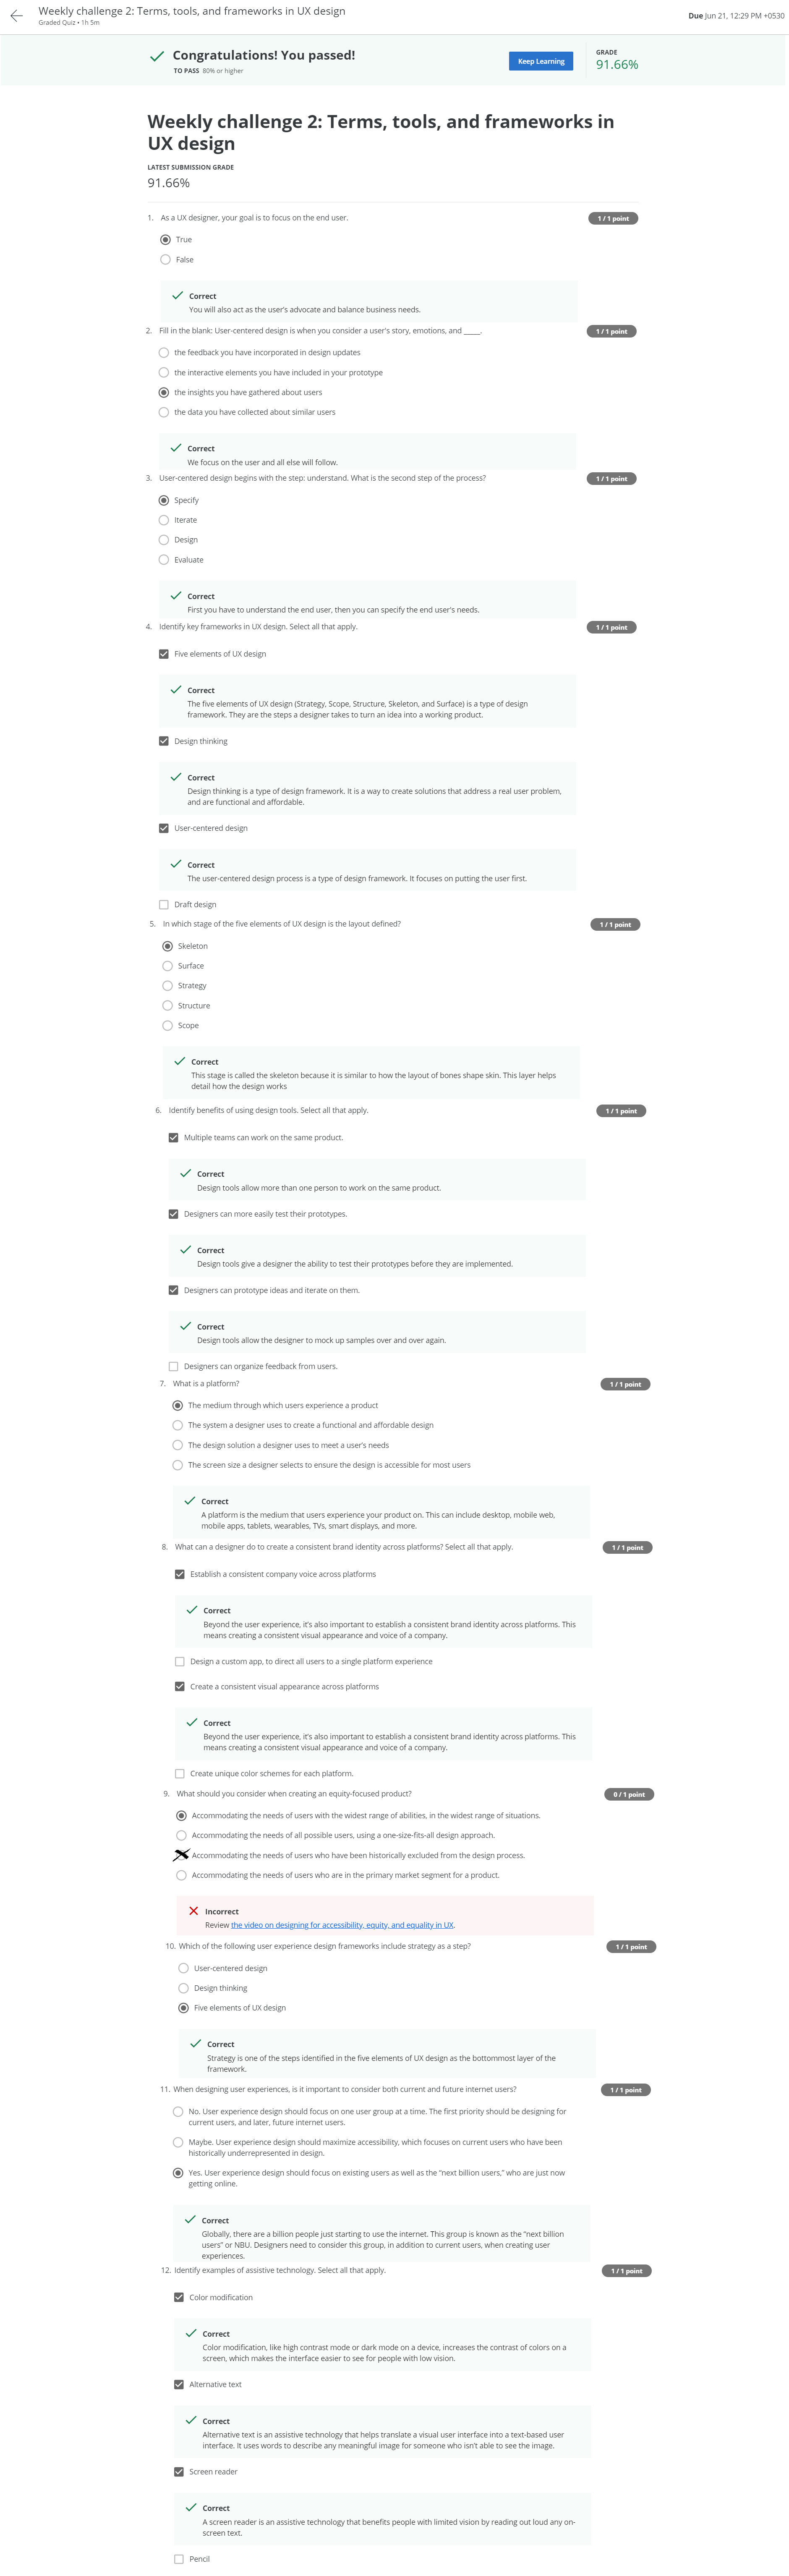 Weekly challenge 2: Terms, tools, and frameworks in UX design
Graded Quiz • 1h 5m
Due Jun 21, 12:29 PM +0530
Congratulations! You passed!
TO PASS 80% or higher
Keep Learning
GRADE
91.66%
Weekly challenge 2: Terms, tools, and frameworks in
UX design
LATEST SUBMISSION GRADE
91.66%
1. As a UX designer, your goal is to focus on the end user.
1 / 1 point
True
False
Correct
You will also act as the user's advocate and balance business needs.
2. Fill in the blank: User-centered design is when you consider a user's story, emotions, and _____.
1 / 1 point
the feedback you have incorporated in design updates
the interactive elements you have included in your prototype
the insights you have gathered about users
the data you have collected about similar users
Correct
We focus on the user and all else will follow.
3. User-centered design begins with the step: understand. What is the second step of the process?
1 / 1 point
Specify
Iterate
Design
Evaluate
Correct
First you have to understand the end user, then you can specify the end user's needs.
4. Identify key frameworks in UX design. Select all that apply.
1 / 1 point
Five elements of UX design
Correct
The five elements of UX design (Strategy, Scope, Structure, Skeleton, and Surface) is a type of design
framework. They are the steps a designer takes to turn an idea into a working product.
Design thinking
Correct
Design thinking is a type of design framework. It is a way to create solutions that address a real user problem,
and are functional and affordable.
User-centered design
Correct
The user-centered design process is a type of design framework. It focuses on putting the user first.
Draft design
5. In which stage of the five elements of UX design is the layout defined?
1 / 1 point
Skeleton
Surface
Strategy
Structure
Scope
Correct
This stage is called the skeleton because it is similar to how the layout of bones shape skin. This layer helps
detail how the design works
6. Identify benefits of using design tools. Select all that apply.
1 / 1 point
Multiple teams can work on the same product.
Correct
Design tools allow more than one person to work on the same product.
Designers can more easily test their prototypes.
Correct
Design tools give a designer the ability to test their prototypes before they are implemented.
Designers can prototype ideas and iterate on them.
Correct
Design tools allow the designer to mock up samples over and over again.
Designers can organize feedback from users.
7. What is a platform?
1 / 1 point
The medium through which users experience a product
The system a designer uses to create a functional and affordable design
The design solution a designer uses to meet a user's needs
The screen size a designer selects to ensure the design is accessible for most users
Correct
A platform is the medium that users experience your product on. This can include desktop, mobile web,
mobile apps, tablets, wearables, TVs, smart displays, and more.
8. What can a designer do to create a consistent brand identity across platforms? Select all that apply.
1 / 1 point
Establish a consistent company voice across platforms
Correct
Beyond the user experience, it's also important to establish a consistent brand identity across platforms. This
means creating a consistent visual appearance and voice of a company.
Design a custom app, to direct all users to a single platform experience
Create a consistent visual appearance across platforms
Correct
Beyond the user experience, it's also important to establish a consistent brand identity across platforms. This
means creating a consistent visual appearance and voice of a company.
Create unique color schemes for each platform.
9. What should you consider when creating an equity-focused product?
0 / 1 point
Accommodating the needs of users with the widest range of abilities, in the widest range of situations.
Accommodating the needs of all possible users, using a one-size-fits-all design approach.
Accommodating the needs of users who have been historically excluded from the design process.
Accommodating the needs of users who are in the primary market segment for a product.
Incorrect
Review the video on designing for accessibility, equity, and equality in UX.
10. Which of the following user experience design frameworks include strategy as a step?
1 / 1 point
User-centered design
Design thinking
Five elements of UX design
Correct
Strategy is one of the steps identified in the five elements of UX design as the bottommost layer of the
framework.
11. When designing user experiences, is it important to consider both current and future internet users?
1 / 1 point
No. User experience design should focus on one user group at a time. The first priority should be designing for
current users, and later, future internet users.
Maybe. User experience design should maximize accessibility, which focuses on current users who have been
historically underrepresented in design.
Yes. User experience design should focus on existing users as well as the “next billion users,” who are just now
getting online.
Correct
Globally, there are a billion people just starting to use the internet. This group is known as the “next billion
users” or NBU. Designers need to consider this group, in addition to current users, when creating user
experiences.
12. Identify examples of assistive technology. Select all that apply.
1 / 1 point
Color modification
Correct
Color modification, like high contrast mode or dark mode on a device, increases the contrast of colors on a
screen, which makes the interface easier to see for people with low vision.
Alternative text
Correct
Alternative text is an assistive technology that helps translate a visual user interface into a text-based user
interface. It uses words to describe any meaningful image for someone who isn't able to see the image.
Screen reader
Correct
A screen reader is an assistive technology that benefits people with limited vision by reading out loud any on-
screen text.
Pencil